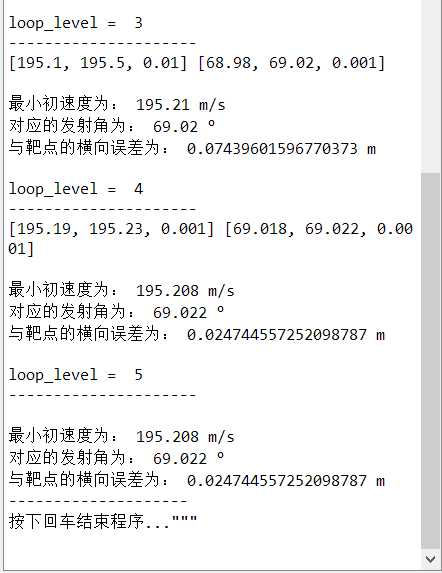 loop_level =  3
---------------------
[195.1, 195.5, 0.01] [68.98, 69.02, 0.001]
最小初速度为: 195.21 m/s
对应的发射角为: 69.02 º
与靶点的横向误差为: 0.07439601596770373 m
loop_level =  4
---------------------
[195.19, 195.23, 0.001] [69.018, 69.022, 0.00
01]
最小初速度为: 195.208 m/s
对应的发射角为: 69.022 º
与靶点的横向误差为: 0.024744557252098787 m
loop_level =  5
---------------------
最小初速度为: 195.208 m/s
对应的发射角为: 69.022 º
与靶点的横向误差为: 0.024744557252098787 m
--------------------
按下回车结束程序..."""